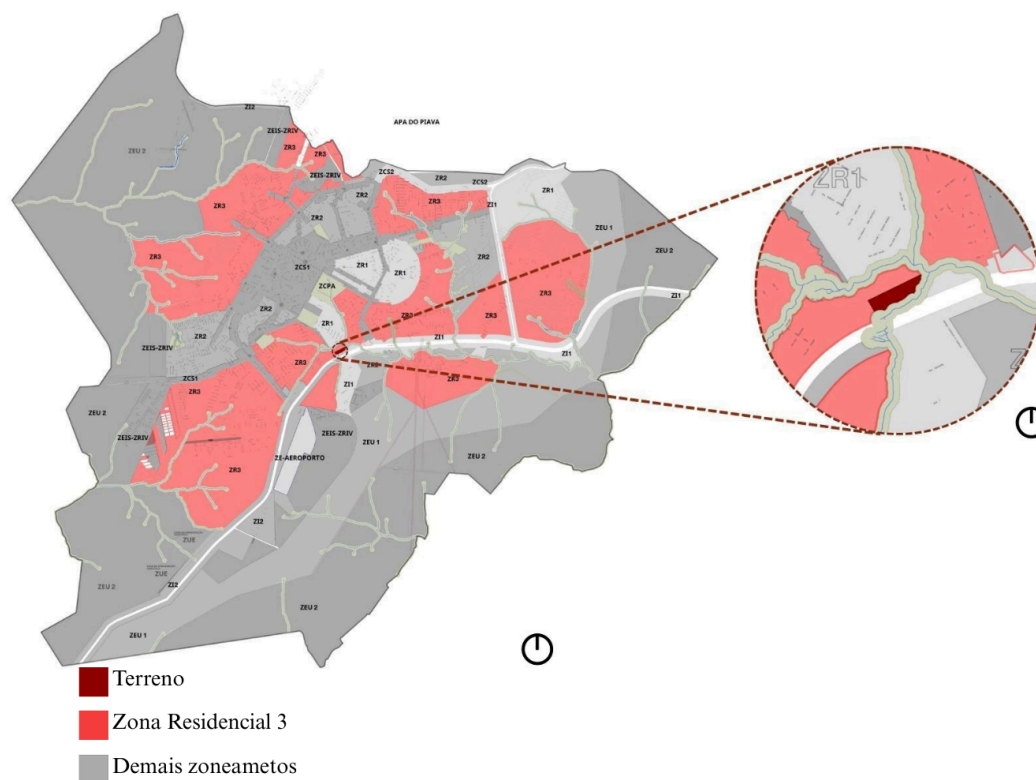 APA DO PIAVA
ZI2
ZEIS-ZRIV
ZEU 2
ZR3
ZR3
ZEIS-ZRIV
ZCS2
ZR2
ZCS2
ZR1
ZR2
ZR3
ZI1
ZR3
ZR2
ZEU 1
ZR3
ZCS1
ZR1
ZR1
ZR2
ZEU 2
ZCPA
ZR3
ZI1
ZR2
ZR1
ZR3
ZR3
ZR2
ZI1
ZI1
ZEIS-ZRIV
ZR3
ZCS1
ZR3
ZI1
ZR3
ZEU 2
ZEIS-ZRIV
ZEIS-ZRIV
ZEU 1
ZE-AEROPORTO
ZEU 2
ZR3
ZI2
ZUE
ZUE
ZEU 2
ZI2
ZEU 2
ZEU 1
ZR1
Terreno
Zona Residencial 3
Demais zoneametos